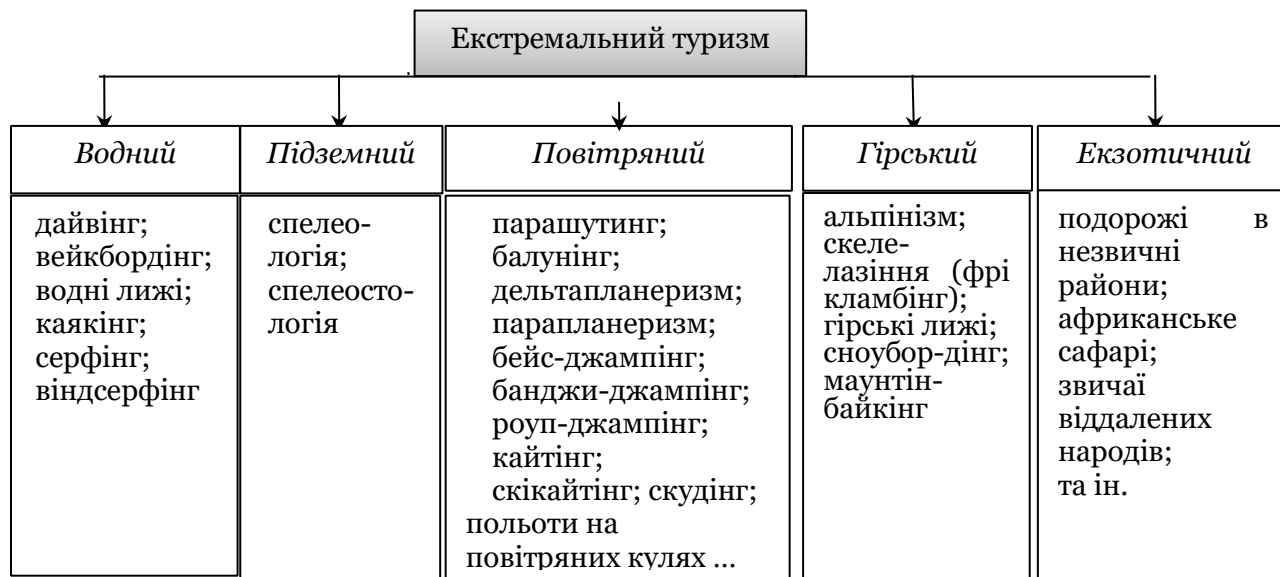 Екстремальний туризм
Водний
Підземний
Повітряний
Гірський
Екзотичний
дайвінг;
вейкбордінг;
водні лижі;
каякінг;
серфінг;
віндсерфінг
спелео-
логія;
спелеосто-
логія
парашутинг;
балунінг;
дельтапланеризм;
парапланеризм;
бейс-джампінг;
банджи-джампінг;
роуп-джампінг;
кайтінг;
скікайтінг; скудінг;
польоти на
повітряних кулях ...
альпінізм;
скеле-
лазіння (фрі
кламбінг);
гірські лижі;
сноубор-дінг;
маунтін-
байкінг
подорожі в
незвичні
райони;
африканське
сафарі;
звичаї
віддалених
народів;
та ін.